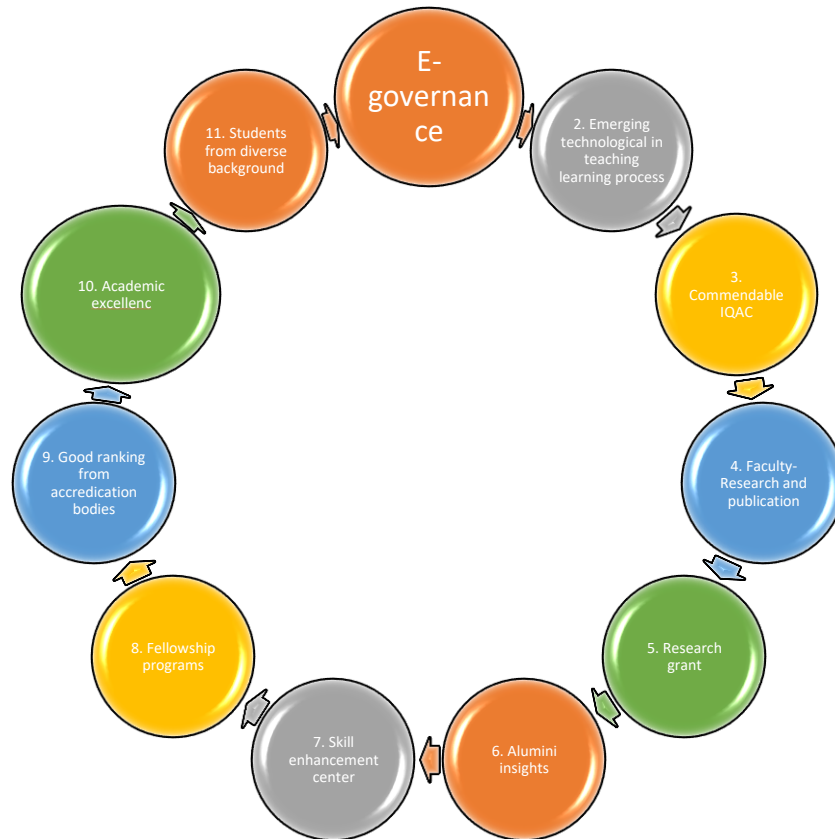 E-
governan
ce
2. Emerging
technological in
teaching
learning process
3.
Commendable
IQAC
4. Faculty-
Research and
publication
5. Research
grant
6. Alumini
insights
7. Skill
enhancement
center
8. Fellowship
programs
9. Good ranking
from
accredication
bodies
10. Academic
excellenc
11. Students
from diverse
background